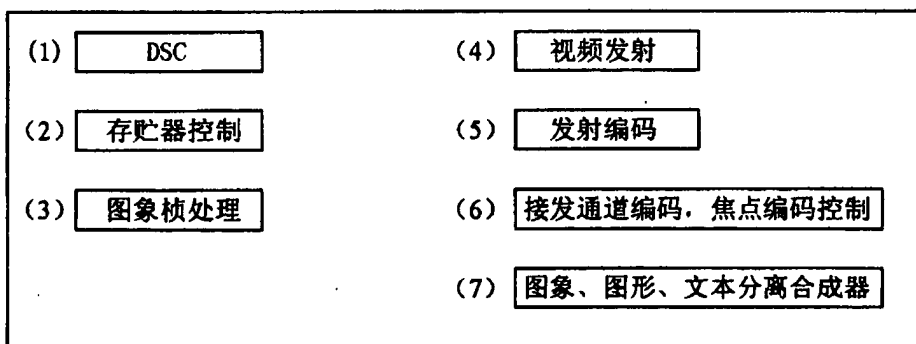 (1) DSC
(2) 存贮器控制
(3) 图象桢处理
(4) 视频发射
(5) 发射编码
(6) 接发通道编码，焦点编码控制
(7) 图象、图形、文本分离合成器